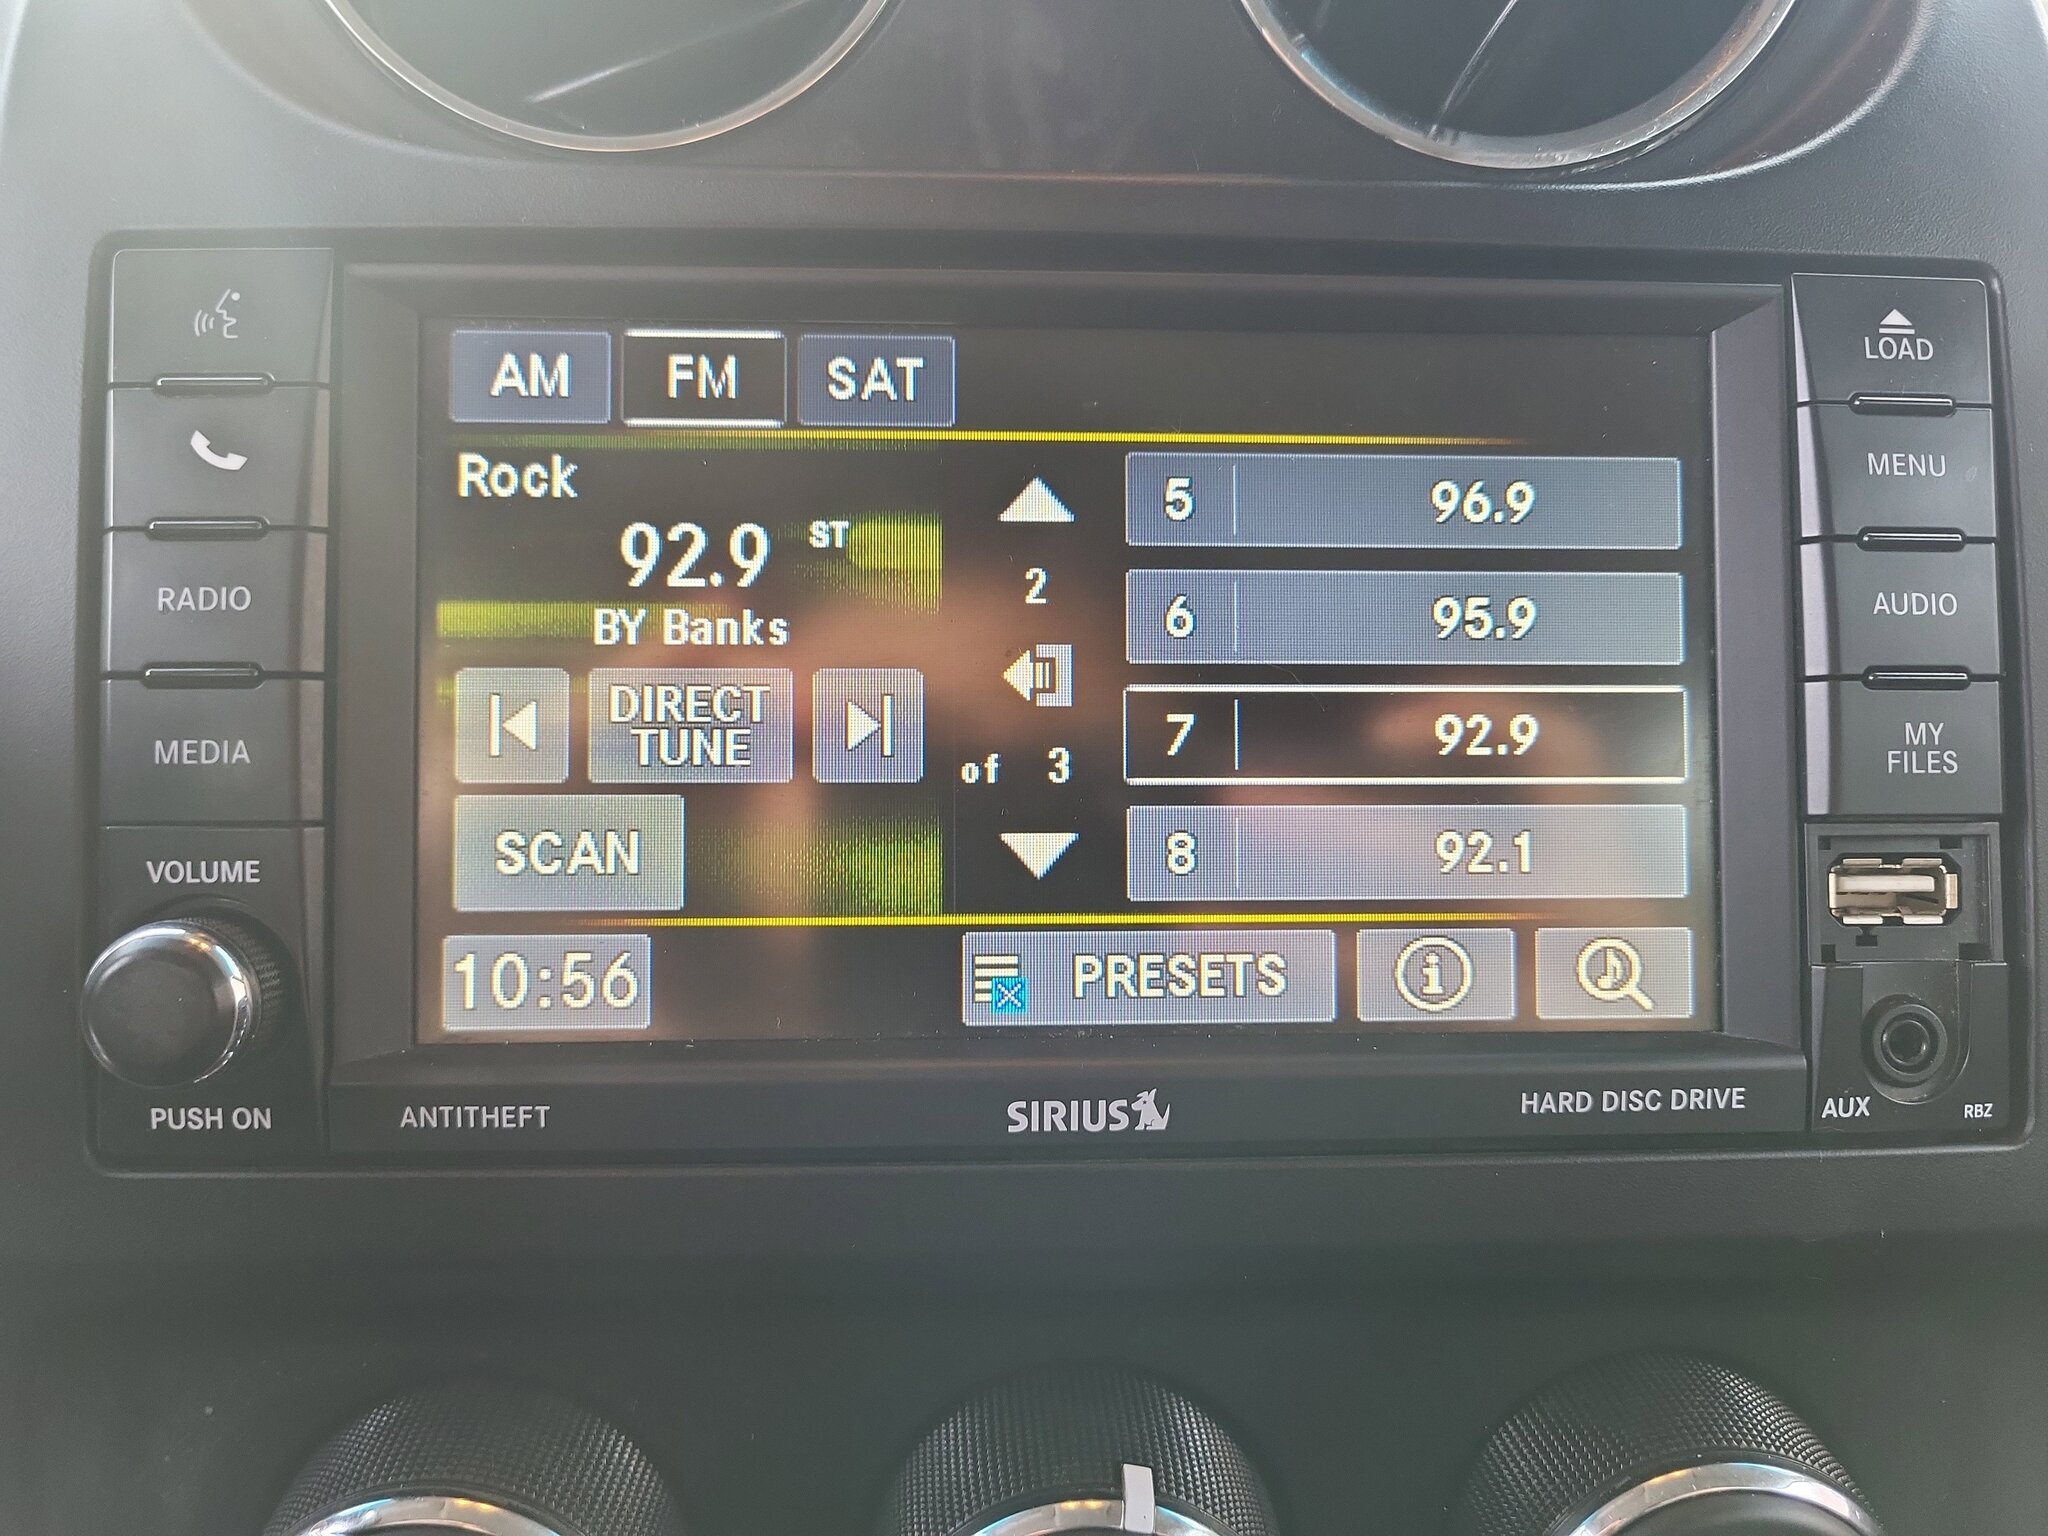 AM FM SAT
Rock
92.9 ST
BY Banks
DIRECT
TUNE
SCAN
2
of 3
5 96.9
6 95.9
7 92.9
8 92.1
10:56 PRESETS i
RADIO
MEDIA
VOLUME
PUSH ON
LOAD
MENU
AUDIO
MY
FILES
ANTITHEFT SIRIUS HARD DISC DRIVE
AUX RBZ